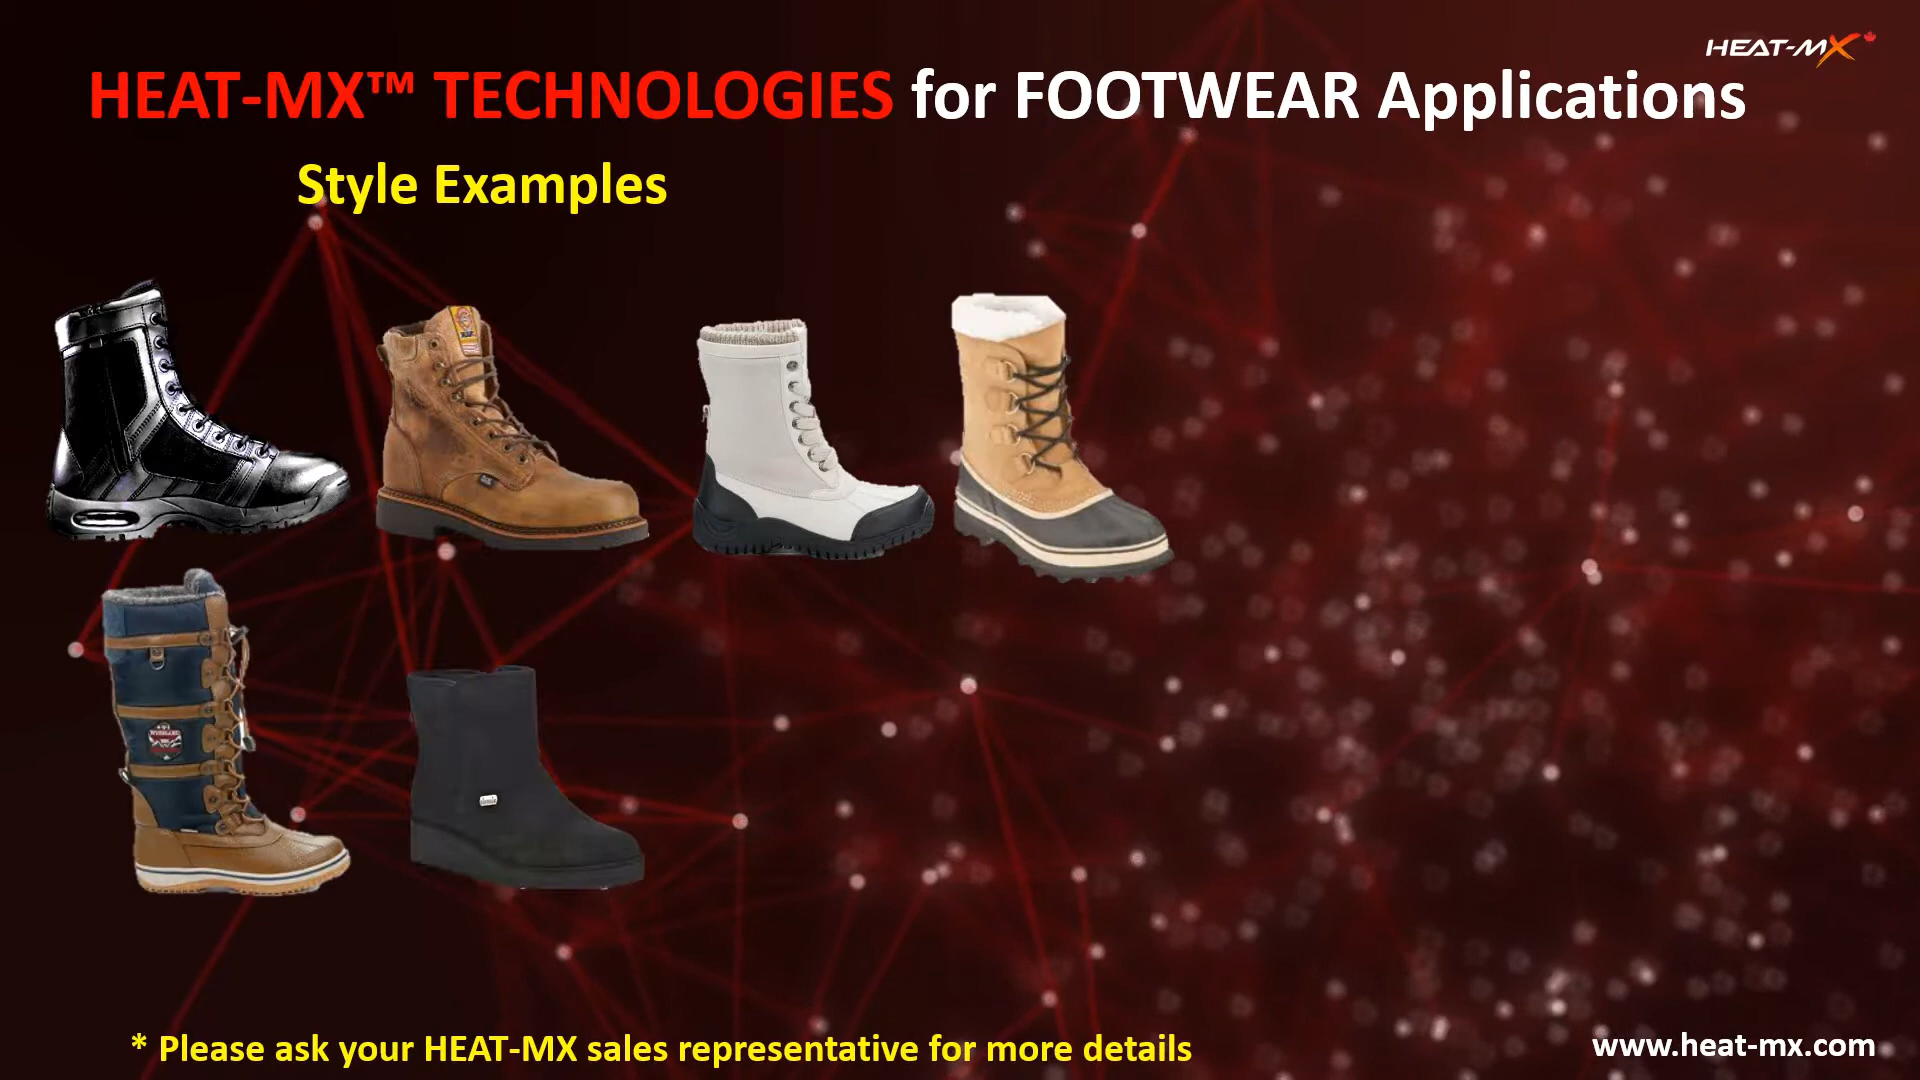 HEAT-MX
HEAT-MX™ TECHNOLOGIES for FOOTWEAR Applications
Style Examples
* Please ask your HEAT-MX sales representative for more details
www.heat-mx.com